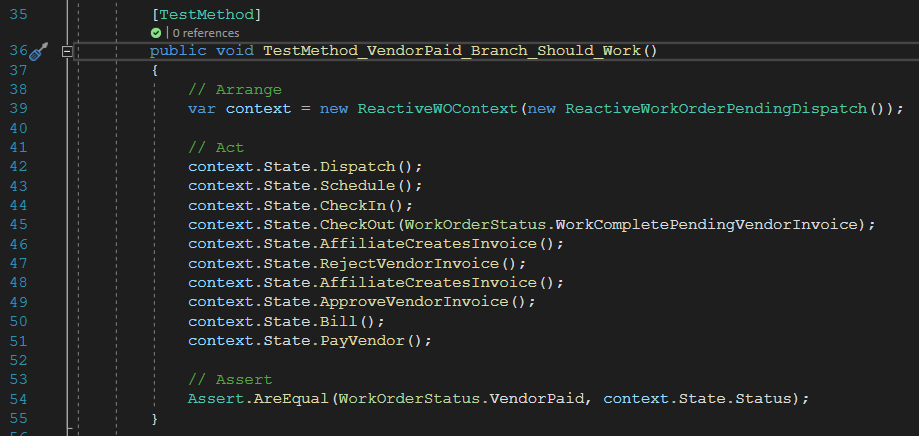 35 [TestMethod]
| 0 references
36 public void TestMethod_VendorPaid_Branch_Should_Work()
37 {
38 // Arrange
39 var context = new ReactiveWOContext(new ReactiveWorkOrderPendingDispatch());
40
41 // Act
42 context.State.Dispatch();
43 context.State.Schedule();
44 context.State.CheckIn();
45 context.State.CheckOut(WorkOrderStatus.WorkCompletePendingVendorInvoice);
46 context.State.AffiliateCreatesInvoice();
47 context.State.RejectVendorInvoice();
48 context.State.AffiliateCreatesInvoice();
49 context.State.ApproveVendorInvoice();
50 context.State.Bill();
51 context.State.PayVendor();
52
53 // Assert
54 Assert.AreEqual(WorkOrderStatus.VendorPaid, context.State.Status);
55 }